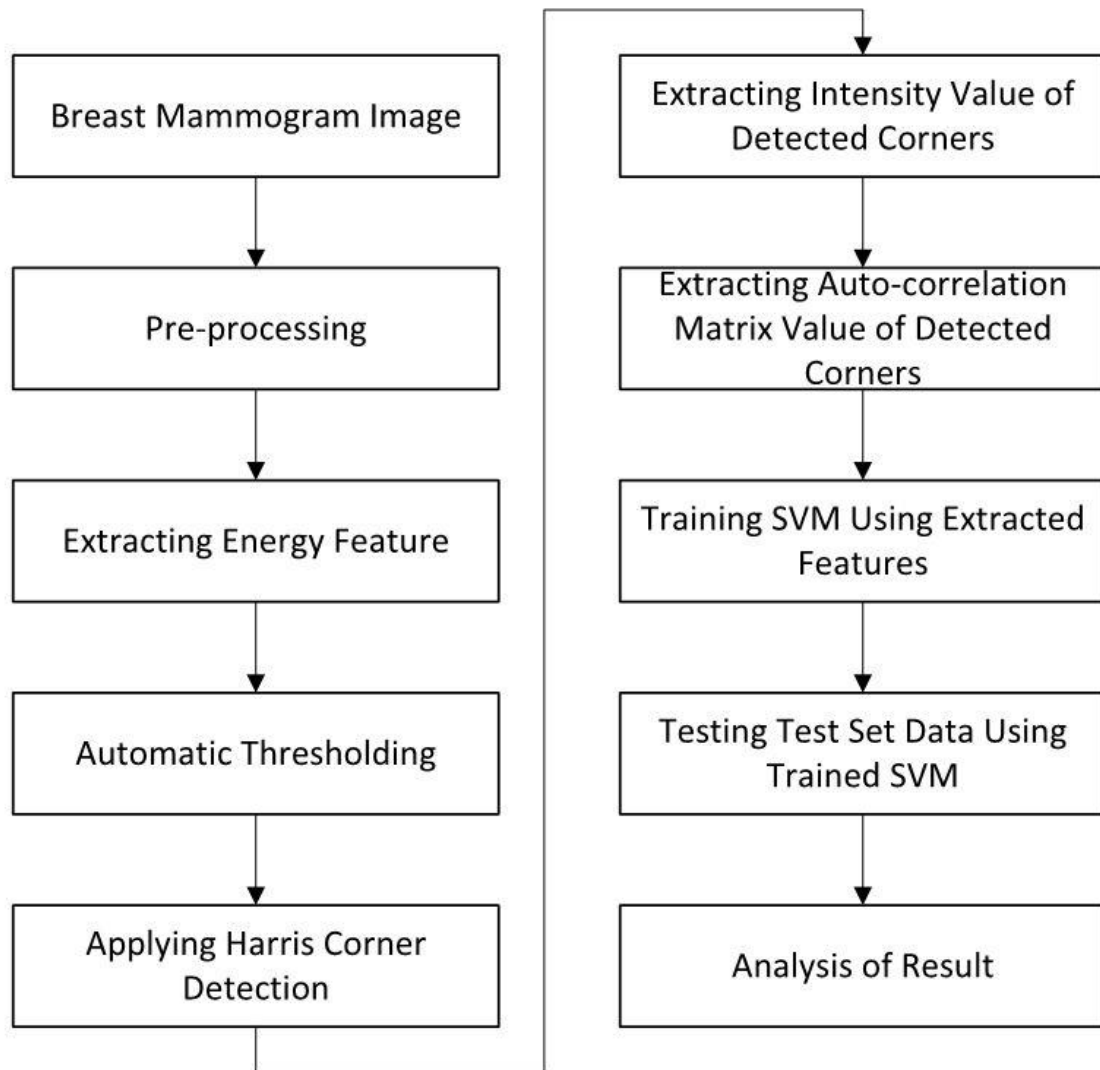 Breast Mammogram Image
Pre-processing
Extracting Energy Feature
Automatic Thresholding
Applying Harris Corner
Detection
Extracting Intensity Value of
Detected Corners
Extracting Auto-correlation
Matrix Value of Detected
Corners
Training SVM Using Extracted
Features
Testing Test Set Data Using
Trained SVM
Analysis of Result